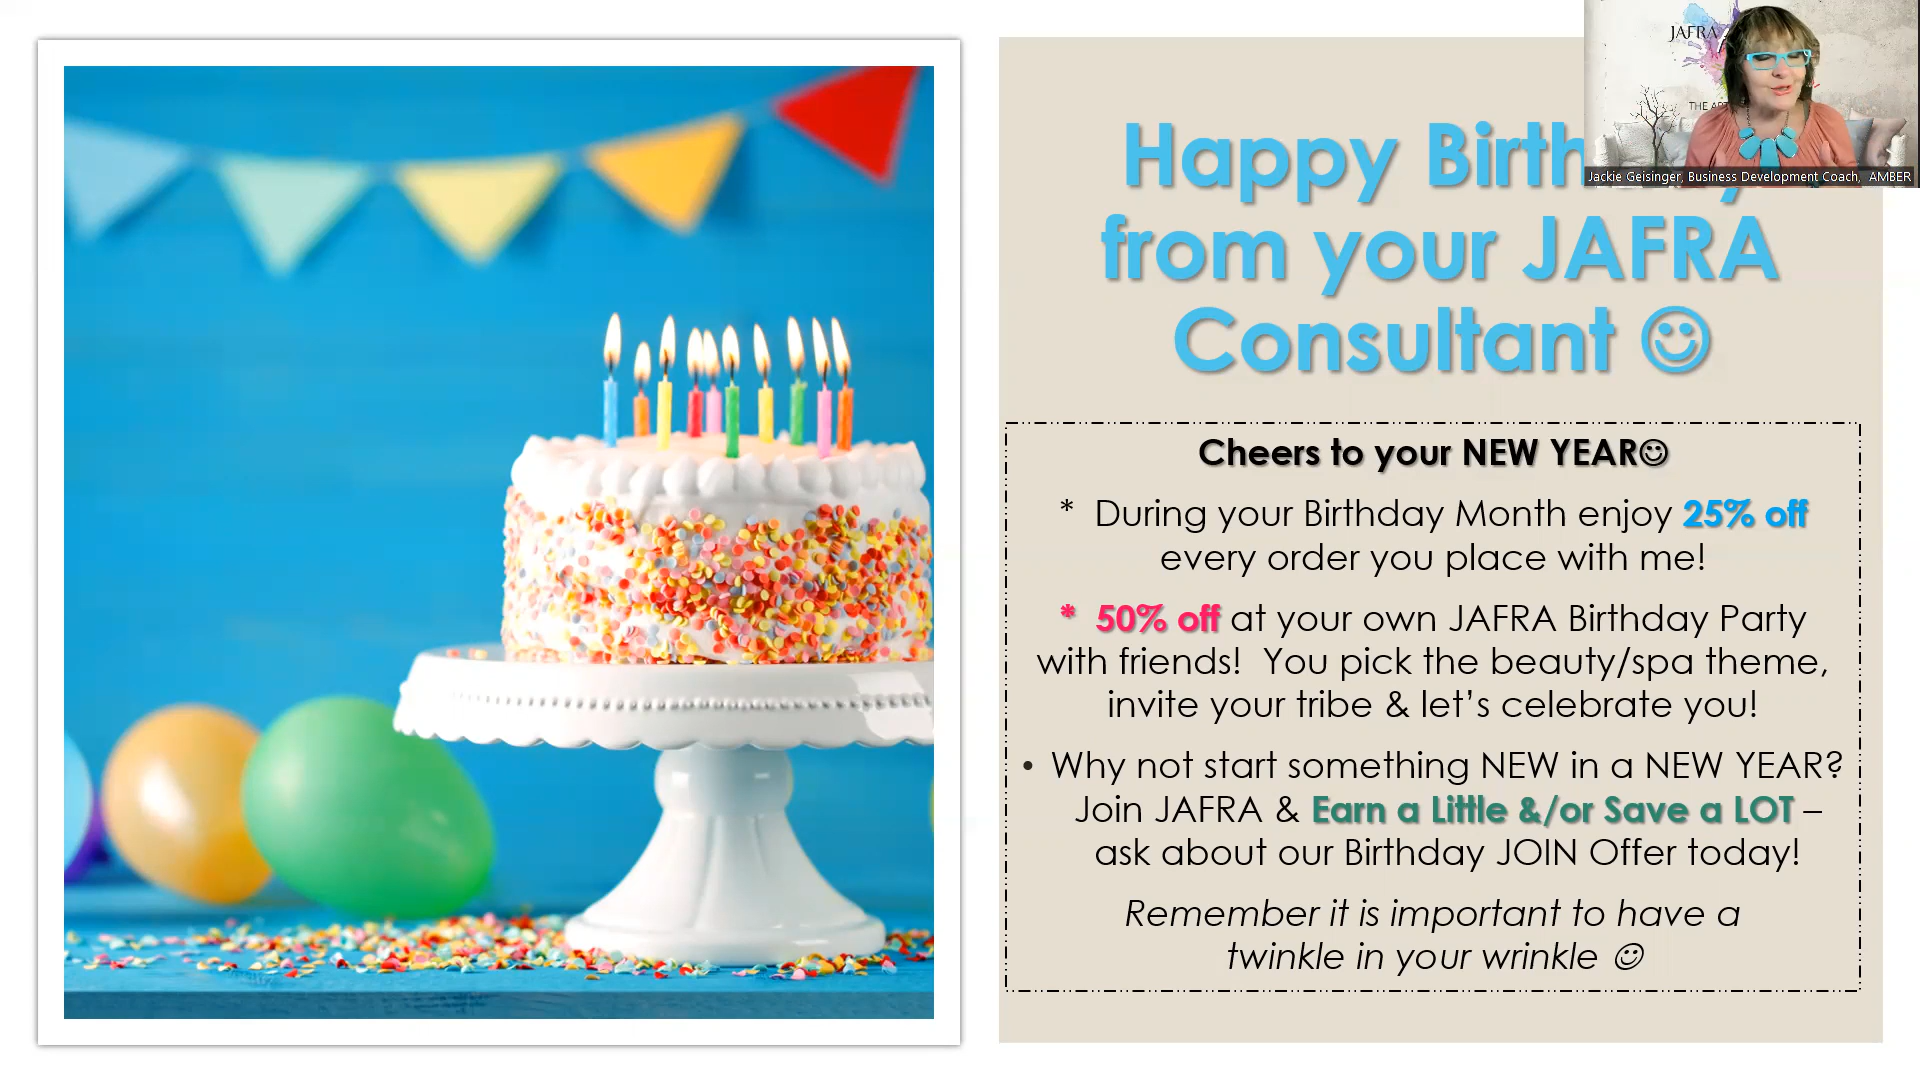 JAFRA
THE
Jackie Geisinger, Business Development Coach, AMBER
Happy
from your JAFRA
Consultant ☺
Cheers to your NEW YEAR☺
* During your Birthday Month enjoy 25% off
every order you place with me!
* 50% off at your own JAFRA Birthday Party
with friends! You pick the beauty/spa theme,
invite your tribe & let’s celebrate you!
• Why not start something NEW in a NEW YEAR?
Join JAFRA & Earn a Little &/or Save a LOT –
ask about our Birthday JOIN Offer today!
Remember it is important to have a
twinkle in your wrinkle ☺